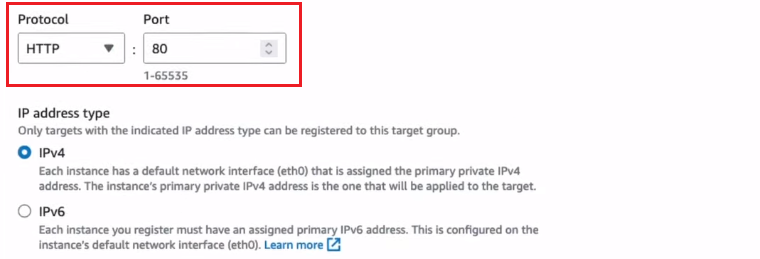 Protocol Port
HTTP : 80
1-65535
IP address type
Only targets with the indicated IP address type can be registered to this target group.
IPv4
Each instance has a default network interface (eth0) that is assigned the primary private IPv4
address. The instance's primary private IPv4 address is the one that will be applied to the target.
IPv6
Each instance you register must have an assigned primary IPv6 address. This is configured on the
instance's default network interface (eth0). Learn more